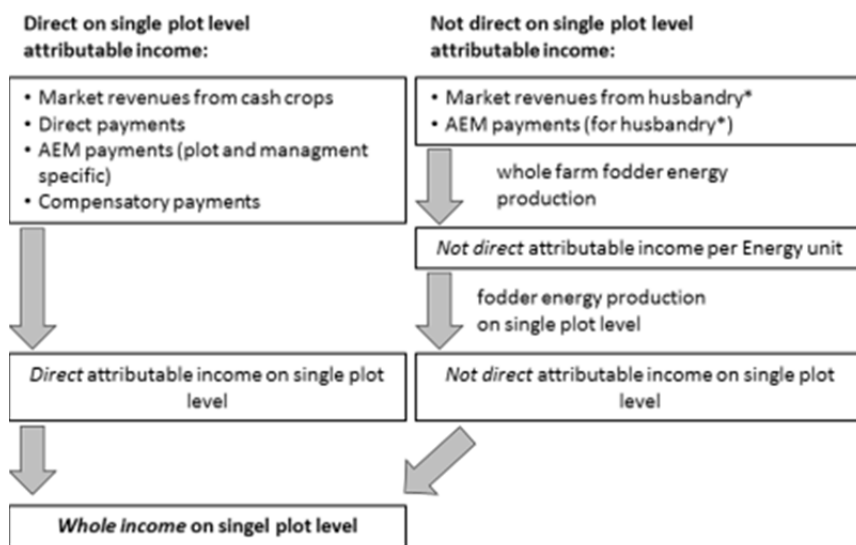 Direct on single plot level
attributable income:
• Market revenues from cash crops
• Direct payments
• AEM payments (plot and managment
specific)
• Compensatory payments
Not direct on single plot level
attributable income:
• Market revenues from husbandry*
• AEM payments (for husbandry*)
whole farm fodder energy
production
Not direct attributable income per Energy unit
fodder energy production
on single plot level
Direct attributable income on single plot
level
Not direct attributable income on single plot
level
Whole income on singel plot level